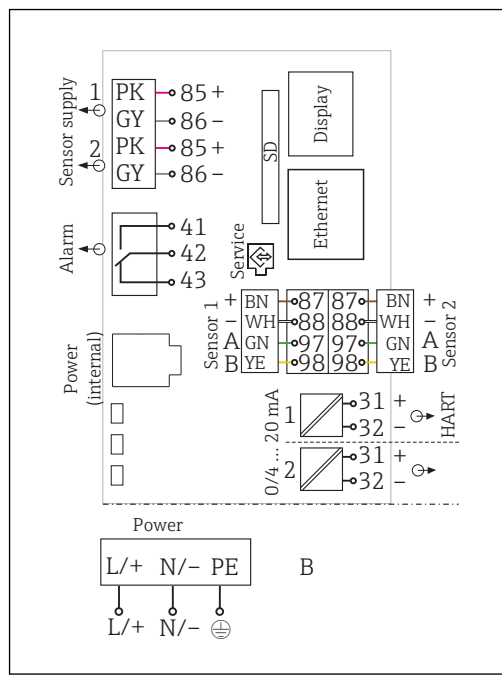 Sensor supply
1
PK
85 +
GY
86 −
2
PK
85 +
GY
86 −
Alarm
41
42
43
Power
(internal)
SD
Display
Ethernet
Service
Sensor 1
+ BN 87 87 BN +
− WH 88 88 WH −
A GN 97 97 GN A
B YE 98 98 YE B
Sensor 2
0/4 ... 20 mA
1
31 +
32 −
HART
2
31 +
32 −
Power
L/+ N/− PE
B
L/+ N/−